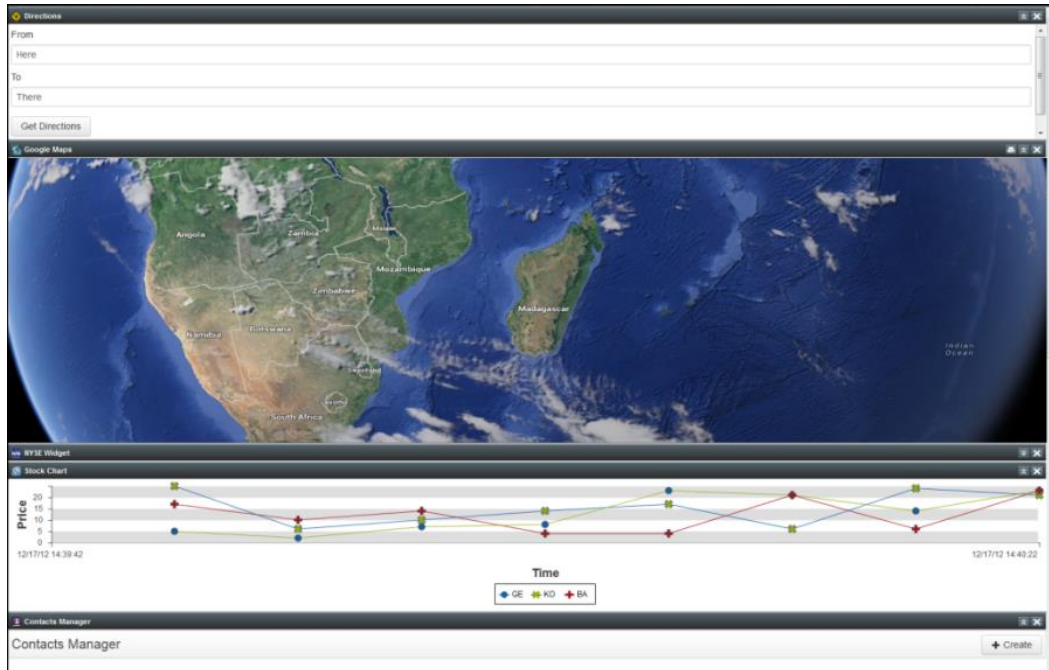 Directions
From
Here
To
There
Get Directions
Google Maps
Angola
Zambia
Malawi
Mozambique
Zimbabwe
Madagascar
Namibia
Botswana
Indian
Ocean
Swaziland
Lesotho
South Africa
NYSE Widget
Stock Chart
Price
20
15
10
5
0
12/17/12 14:39:42
12/17/12 14:40:22
Time
GE KO BA
Contacts Manager
Contacts Manager
+ Create